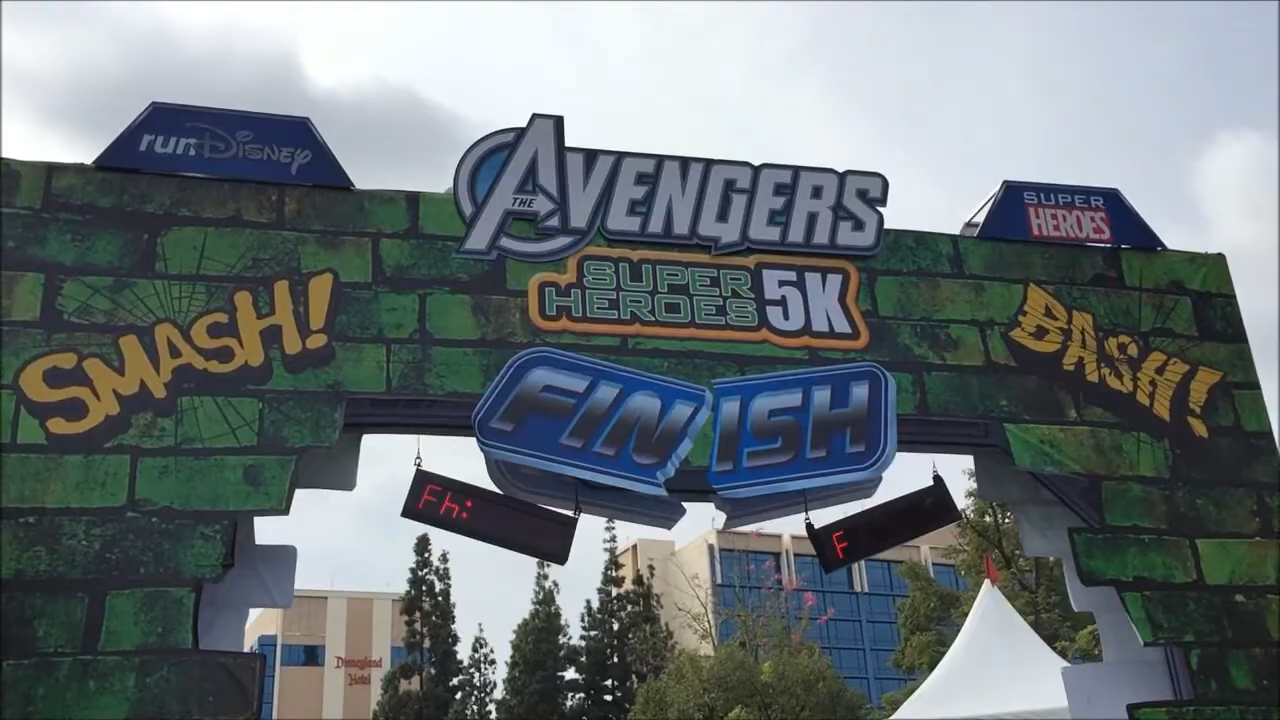 runDisney
THE AVENGERS
SUPER HEROES
SUPER HEROES 5K
SMASH!
BASH!
FINISH
Fh:
F
Disneyland
Hotel